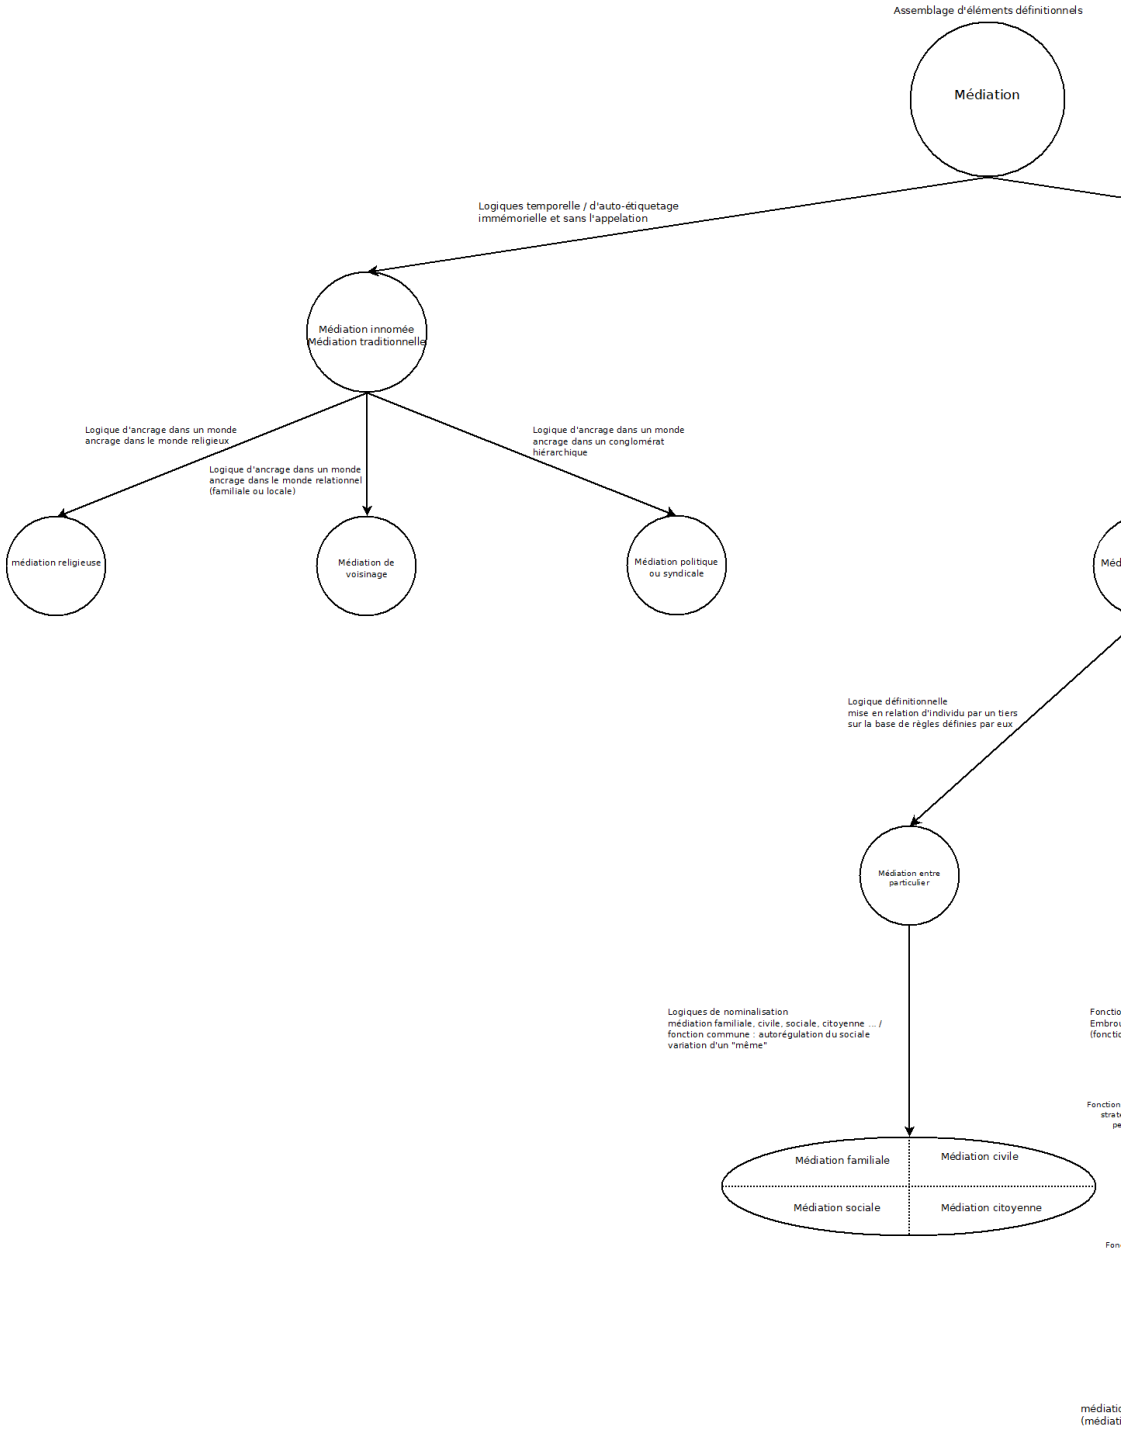 Assemblage d'éléments définitionnels
Médiation
Logiques temporelle / d'auto-étiquetage
immémorielle et sans l'appelation
Médiation innomée
Médiation traditionnelle
Logique d'ancrage dans un monde
ancrage dans le monde religieux
Logique d'ancrage dans un monde
ancrage dans le monde relationnel
(familiale ou locale)
Logique d'ancrage dans un monde
ancrage dans un conglomérat
hiérarchique
médiation religieuse
Médiation de
voisinage
Médiation politique
ou syndicale
Logique définitionnelle
mise en relation d'individu par un tiers
sur la base de règles définies par eux
Médiation entre
particulier
Logiques de nominalisation
médiation familiale, civile, sociale, citoyenne ... /
fonction commune : autorégulation du sociale
variation d'un "même"
Médiation familiale
Médiation civile
Médiation sociale
Médiation citoyenne